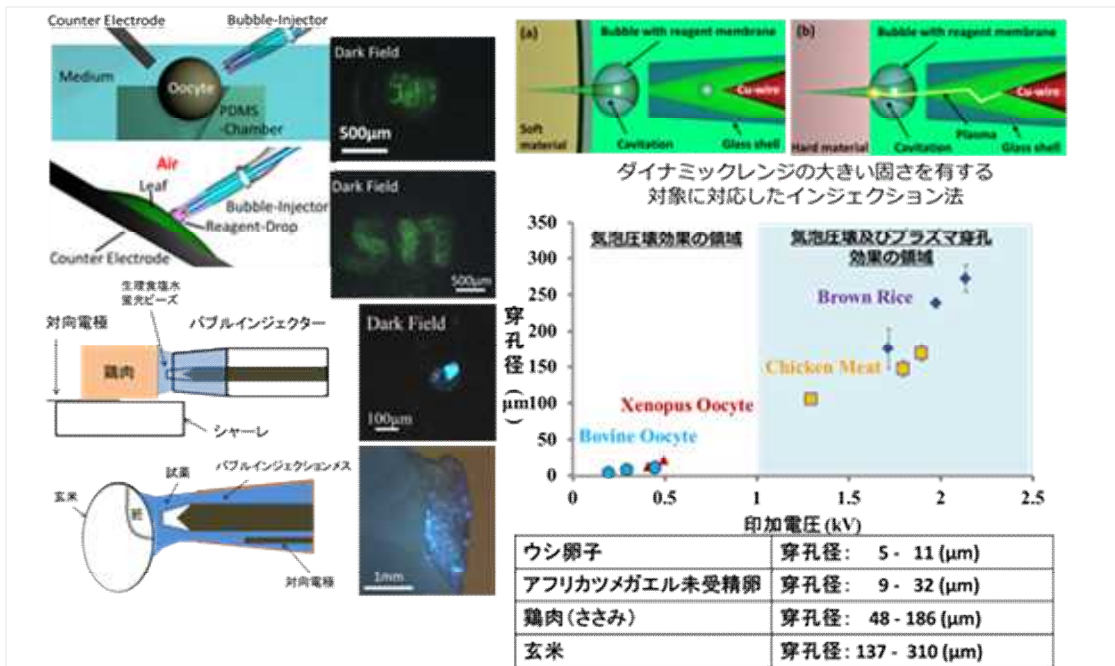 Counter Electrode
Bubble-Injector
Medium
Oocyte
PDMS
-Chamber
Air
Leaf
Bubble-Injector
Reagent-Drop
Counter Electrode
Dark Field
500μm
Dark Field
500μm
生理食塩水
蛍光ビーズ
対向電極
バブルインジェクター
鶏肉
シャーレ
Dark Field
100μm
試薬
バブルインジェクションメス
玄米
胚
対向電極
1mm
(a)
Bubble with reagent membrane
Cu-wire
Soft
material
Cavitation
Glass shell
(b)
Bubble with reagent membrane
Cu-wire
Plasma
Hard material
Cavitation
Glass shell
ダイナミックレンジの大きい固さを有する
対象に対応したインジェクション法
350
300
250
200
150
100
50
0
穿孔径(μm)
気泡圧壊効果の領域
気泡圧壊及びプラズマ穿孔
効果の領域
Brown Rice
Chicken Meat
Xenopus Oocyte
Bovine Oocyte
0
0.5
1
1.5
2
2.5
印加電圧 (kV)
ウシ卵子 穿孔径: 5 - 11 (μm)
アフリカツメガエル未受精卵 穿孔径: 9 - 32 (μm)
鶏肉(ささみ) 穿孔径: 48 - 186 (μm)
玄米 穿孔径: 137 - 310 (μm)